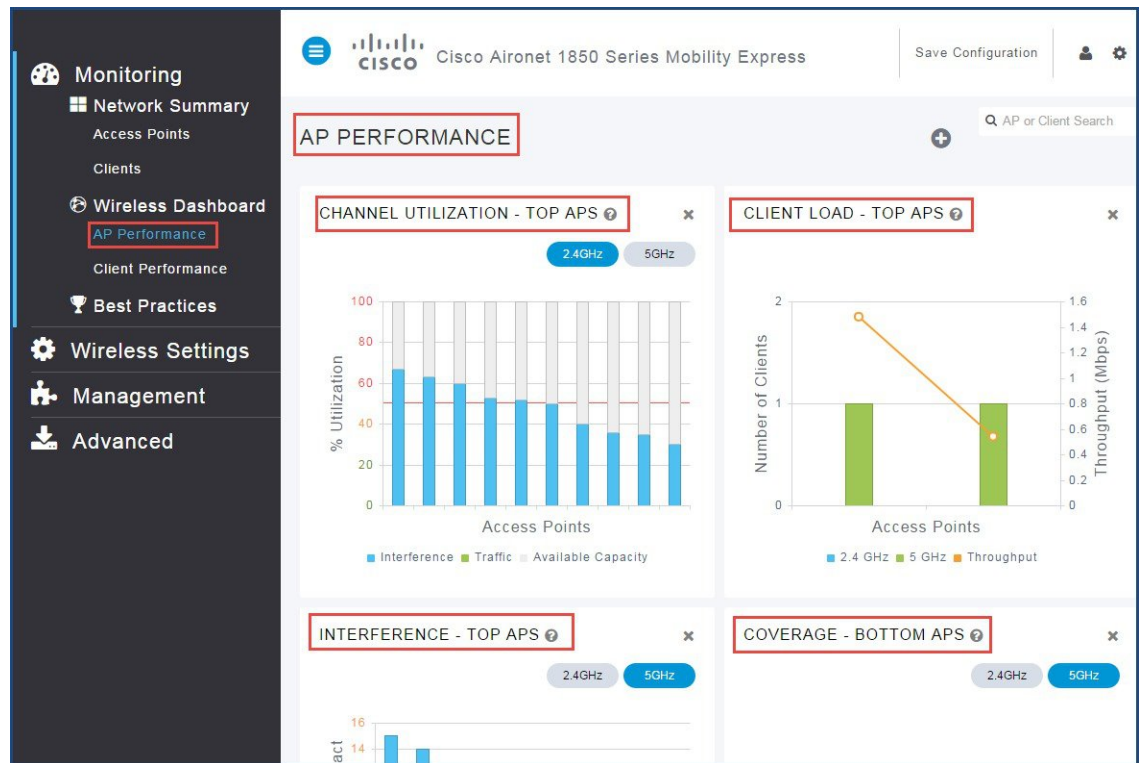 Monitoring
Network Summary
Access Points
Clients
Wireless Dashboard
AP Performance
Client Performance
Best Practices
Wireless Settings
Management
Advanced
CISCO
Cisco Aironet 1850 Series Mobility Express
Save Configuration
AP PERFORMANCE
AP or Client Search
CHANNEL UTILIZATION - TOP APS
2.4GHz 5GHz
100
80
60
40
20
0
% Utilization
Access Points
Interference Traffic Available Capacity
CLIENT LOAD - TOP APS
2
1
0
Number of Clients
1.6
1.4
1.2
1
0.8
0.6
0.4
0.2
0
Throughput (Mbps)
Access Points
2.4 GHz 5 GHz Throughput
INTERFERENCE - TOP APS
2.4GHz 5GHz
16
14
COVERAGE - BOTTOM APS
2.4GHz 5GHz